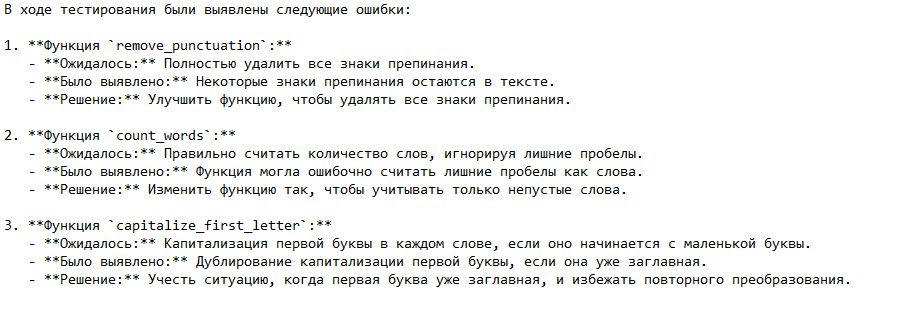 В ходе тестирования были выявлены следующие ошибки:
1. **Функция `remove_punctuation`:**
- **Ожидалось:** Полностью удалить все знаки препинания.
- **Было выявлено:** Некоторые знаки препинания остаются в тексте.
- **Решение:** Улучшить функцию, чтобы удалять все знаки препинания.
2. **Функция `count_words`:**
- **Ожидалось:** Правильно считать количество слов, игнорируя лишние пробелы.
- **Было выявлено:** Функция могла ошибочно считать лишние пробелы как слова.
- **Решение:** Изменить функцию так, чтобы учитывать только непустые слова.
3. **Функция `capitalize_first_letter`:**
- **Ожидалось:** Капитализация первой буквы в каждом слове, если оно начинается с маленькой буквы.
- **Было выявлено:** Дублирование капитализации первой буквы, если она уже заглавная.
- **Решение:** Учесть ситуацию, когда первая буква уже заглавная, и избежать повторного преобразования.